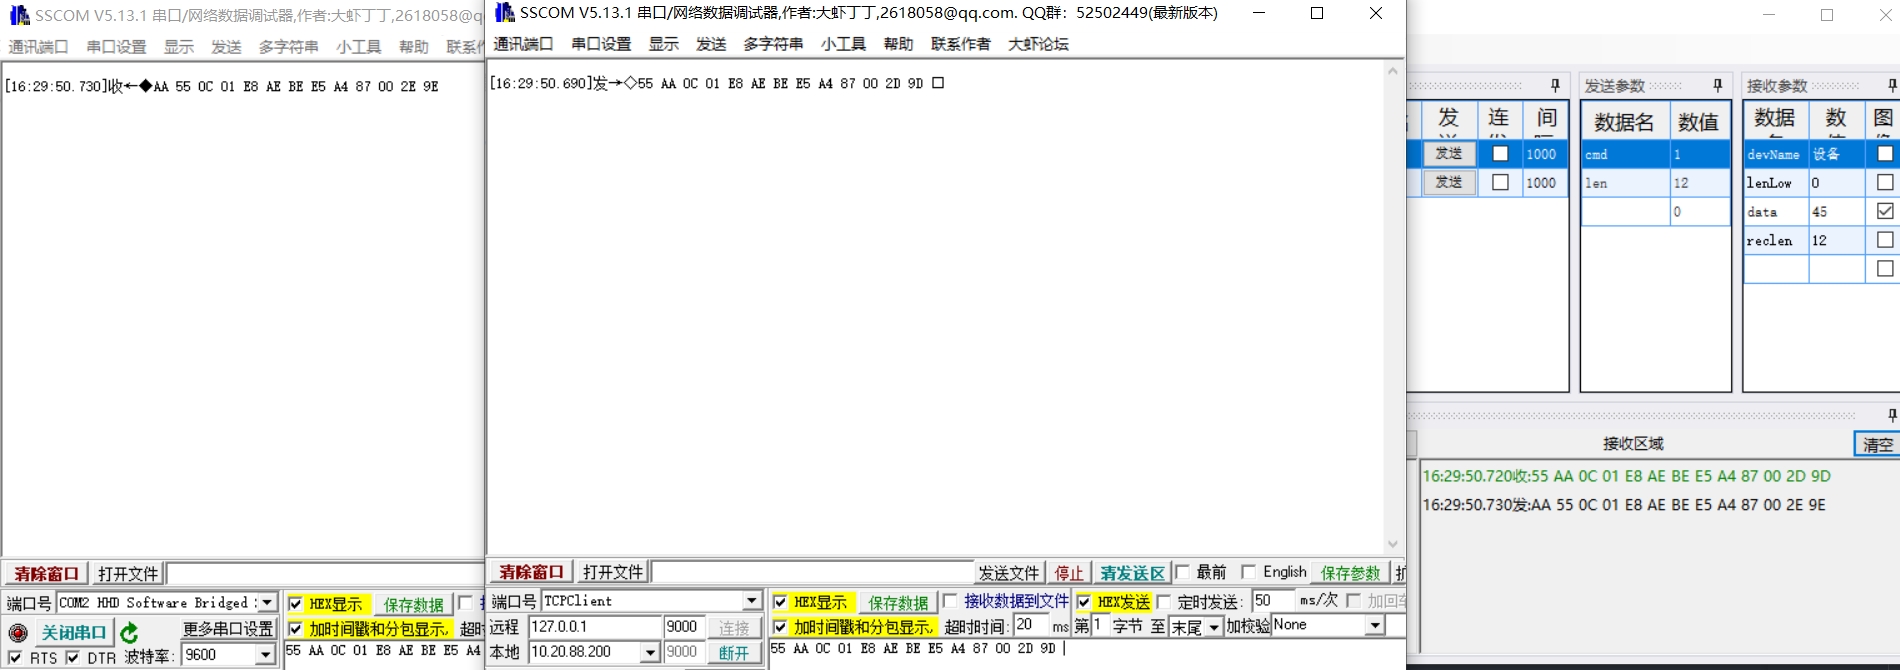 SSCOM V5.13.1 串口/网络数据调试器,作者:大虾丁丁,2618058@q
通讯端口 串口设置 显示 发送 多字符串 小工具 帮助 联系
[16:29:50.730]收←◆AA 55 0C 01 E8 AE BE E5 A4 87 00 2E 9E
清除窗口 打开文件
端口号 COM2 HHD Software Bridged
HEX显示 保存数据
关闭串口 更多串口设置
加时间戳和分包显示, 超时
RTS DTR 波特率: 9600
55 AA 0C 01 E8 AE BE E5 A4
SSCOM V5.13.1 串口/网络数据调试器,作者:大虾丁丁,2618058@qq.com. QQ群: 52502449(最新版本)
通讯端口 串口设置 显示 发送 多字符串 小工具 帮助 联系作者 大虾论坛
[16:29:50.690]发→◇55 AA 0C 01 E8 AE BE E5 A4 87 00 2D 9D □
清除窗口 打开文件 发送文件 停止 清发送区 最前 English 保存参数
端口号 TCPClient
HEX显示 保存数据 接收数据到文件 HEX发送 定时发送: 50 ms/次 加回车
远程 127.0.0.1 9000 连接
加时间戳和分包显示, 超时时间: 20 ms 第1 字节 至 末尾 加校验 None
本地 10.20.88.200 9000 断开
55 AA 0C 01 E8 AE BE E5 A4 87 00 2D 9D
发 连 间
发送 1000
发送 1000
发送参数
数据名 数值
cmd 1
len 12
0
接收参数
数据 数 图
devName 设备
lenLow 0
data 45
reclen 12
接收区域
清空
16:29:50.720收:55 AA 0C 01 E8 AE BE E5 A4 87 00 2D 9D
16:29:50.730发:AA 55 0C 01 E8 AE BE E5 A4 87 00 2E 9E